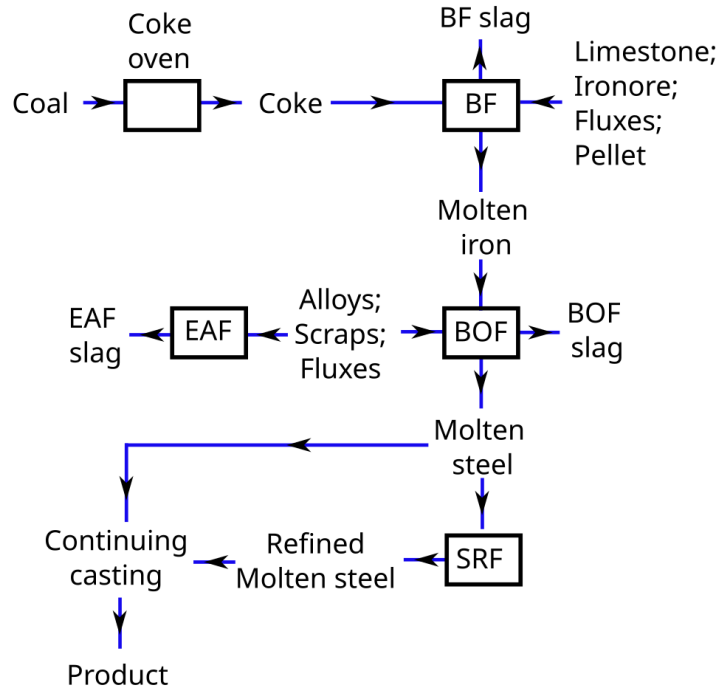 Coke
oven
BF slag
Coal
Coke
BF
Limestone;
Ironore;
Fluxes;
Pellet
Molten
iron
EAF
slag
EAF
Alloys;
Scraps;
Fluxes
BOF
BOF
slag
Molten
steel
Continuing
casting
Refined
Molten steel
SRF
Product